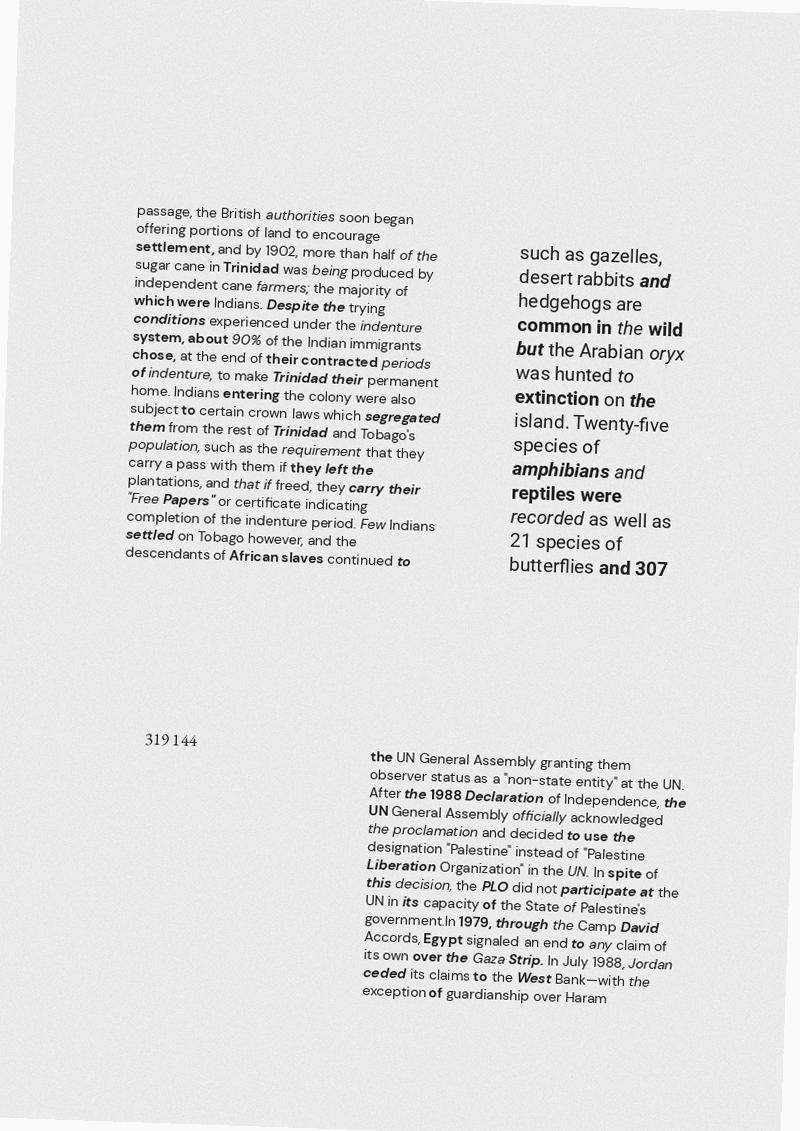 passage, the British authorities soon began
offering portions of land to encourage
settlement, and by 1902, more than half of the
sugar cane in Trinidad was being produced by
independent cane farmers; the majority of
which were Indians. Despite the trying
conditions experienced under the indenture
system, about 90% of the Indian immigrants
chose, at the end of their contracted periods
of indenture, to make Trinidad their permanent
home. Indians entering the colony were also
subject to certain crown laws which segregated
them from the rest of Trinidad and Tobago's
population, such as the requirement that they
carry a pass with them if they left the
plantations, and that if freed, they carry their
"Free Papers" or certificate indicating
completion of the indenture period. Few Indians
settled on Tobago however, and the
descendants of African slaves continued to
such as gazelles,
desert rabbits and
hedgehogs are
common in the wild
but the Arabian oryx
was hunted to
extinction on the
island. Twenty-five
species of
amphibians and
reptiles were
recorded as well as
21 species of
butterflies and 307
319 144
the UN General Assembly granting them
observer status as a "non-state entity" at the UN.
After the 1988 Declaration of Independence, the
UN General Assembly officially acknowledged
the proclamation and decided to use the
designation "Palestine" instead of "Palestine
Liberation Organization" in the UN. In spite of
this decision, the PLO did not participate at the
UN in its capacity of the State of Palestine's
government.In 1979, through the Camp David
Accords, Egypt signaled an end to any claim of
its own over the Gaza Strip. In July 1988, Jordan
ceded its claims to the West Bank—with the
exception of guardianship over Haram